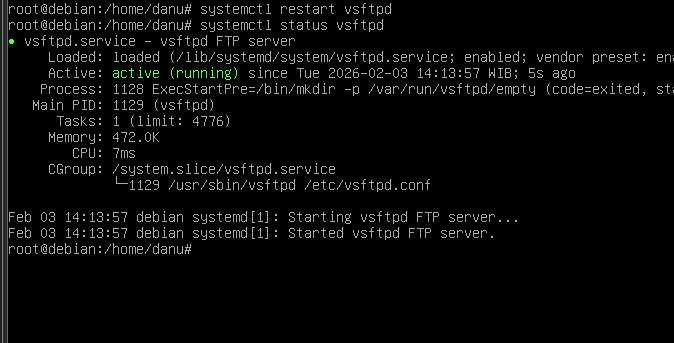 root@debian:/home/danu# systemctl restart vsftpd
root@debian:/home/danu# systemctl status vsftpd
● vsftpd.service - vsftpd FTP server
     Loaded: loaded (/lib/systemd/system/vsftpd.service; enabled; vendor preset: ena
     Active: active (running) since Tue 2026-02-03 14:13:57 WIB; 5s ago
    Process: 1128 ExecStartPre=/bin/mkdir -p /var/run/vsftpd/empty (code=exited, sta
   Main PID: 1129 (vsftpd)
      Tasks: 1 (limit: 4776)
     Memory: 472.0K
        CPU: 7ms
     CGroup: /system.slice/vsftpd.service
             └─1129 /usr/sbin/vsftpd /etc/vsftpd.conf
Feb 03 14:13:57 debian systemd[1]: Starting vsftpd FTP server...
Feb 03 14:13:57 debian systemd[1]: Started vsftpd FTP server.
root@debian:/home/danu#